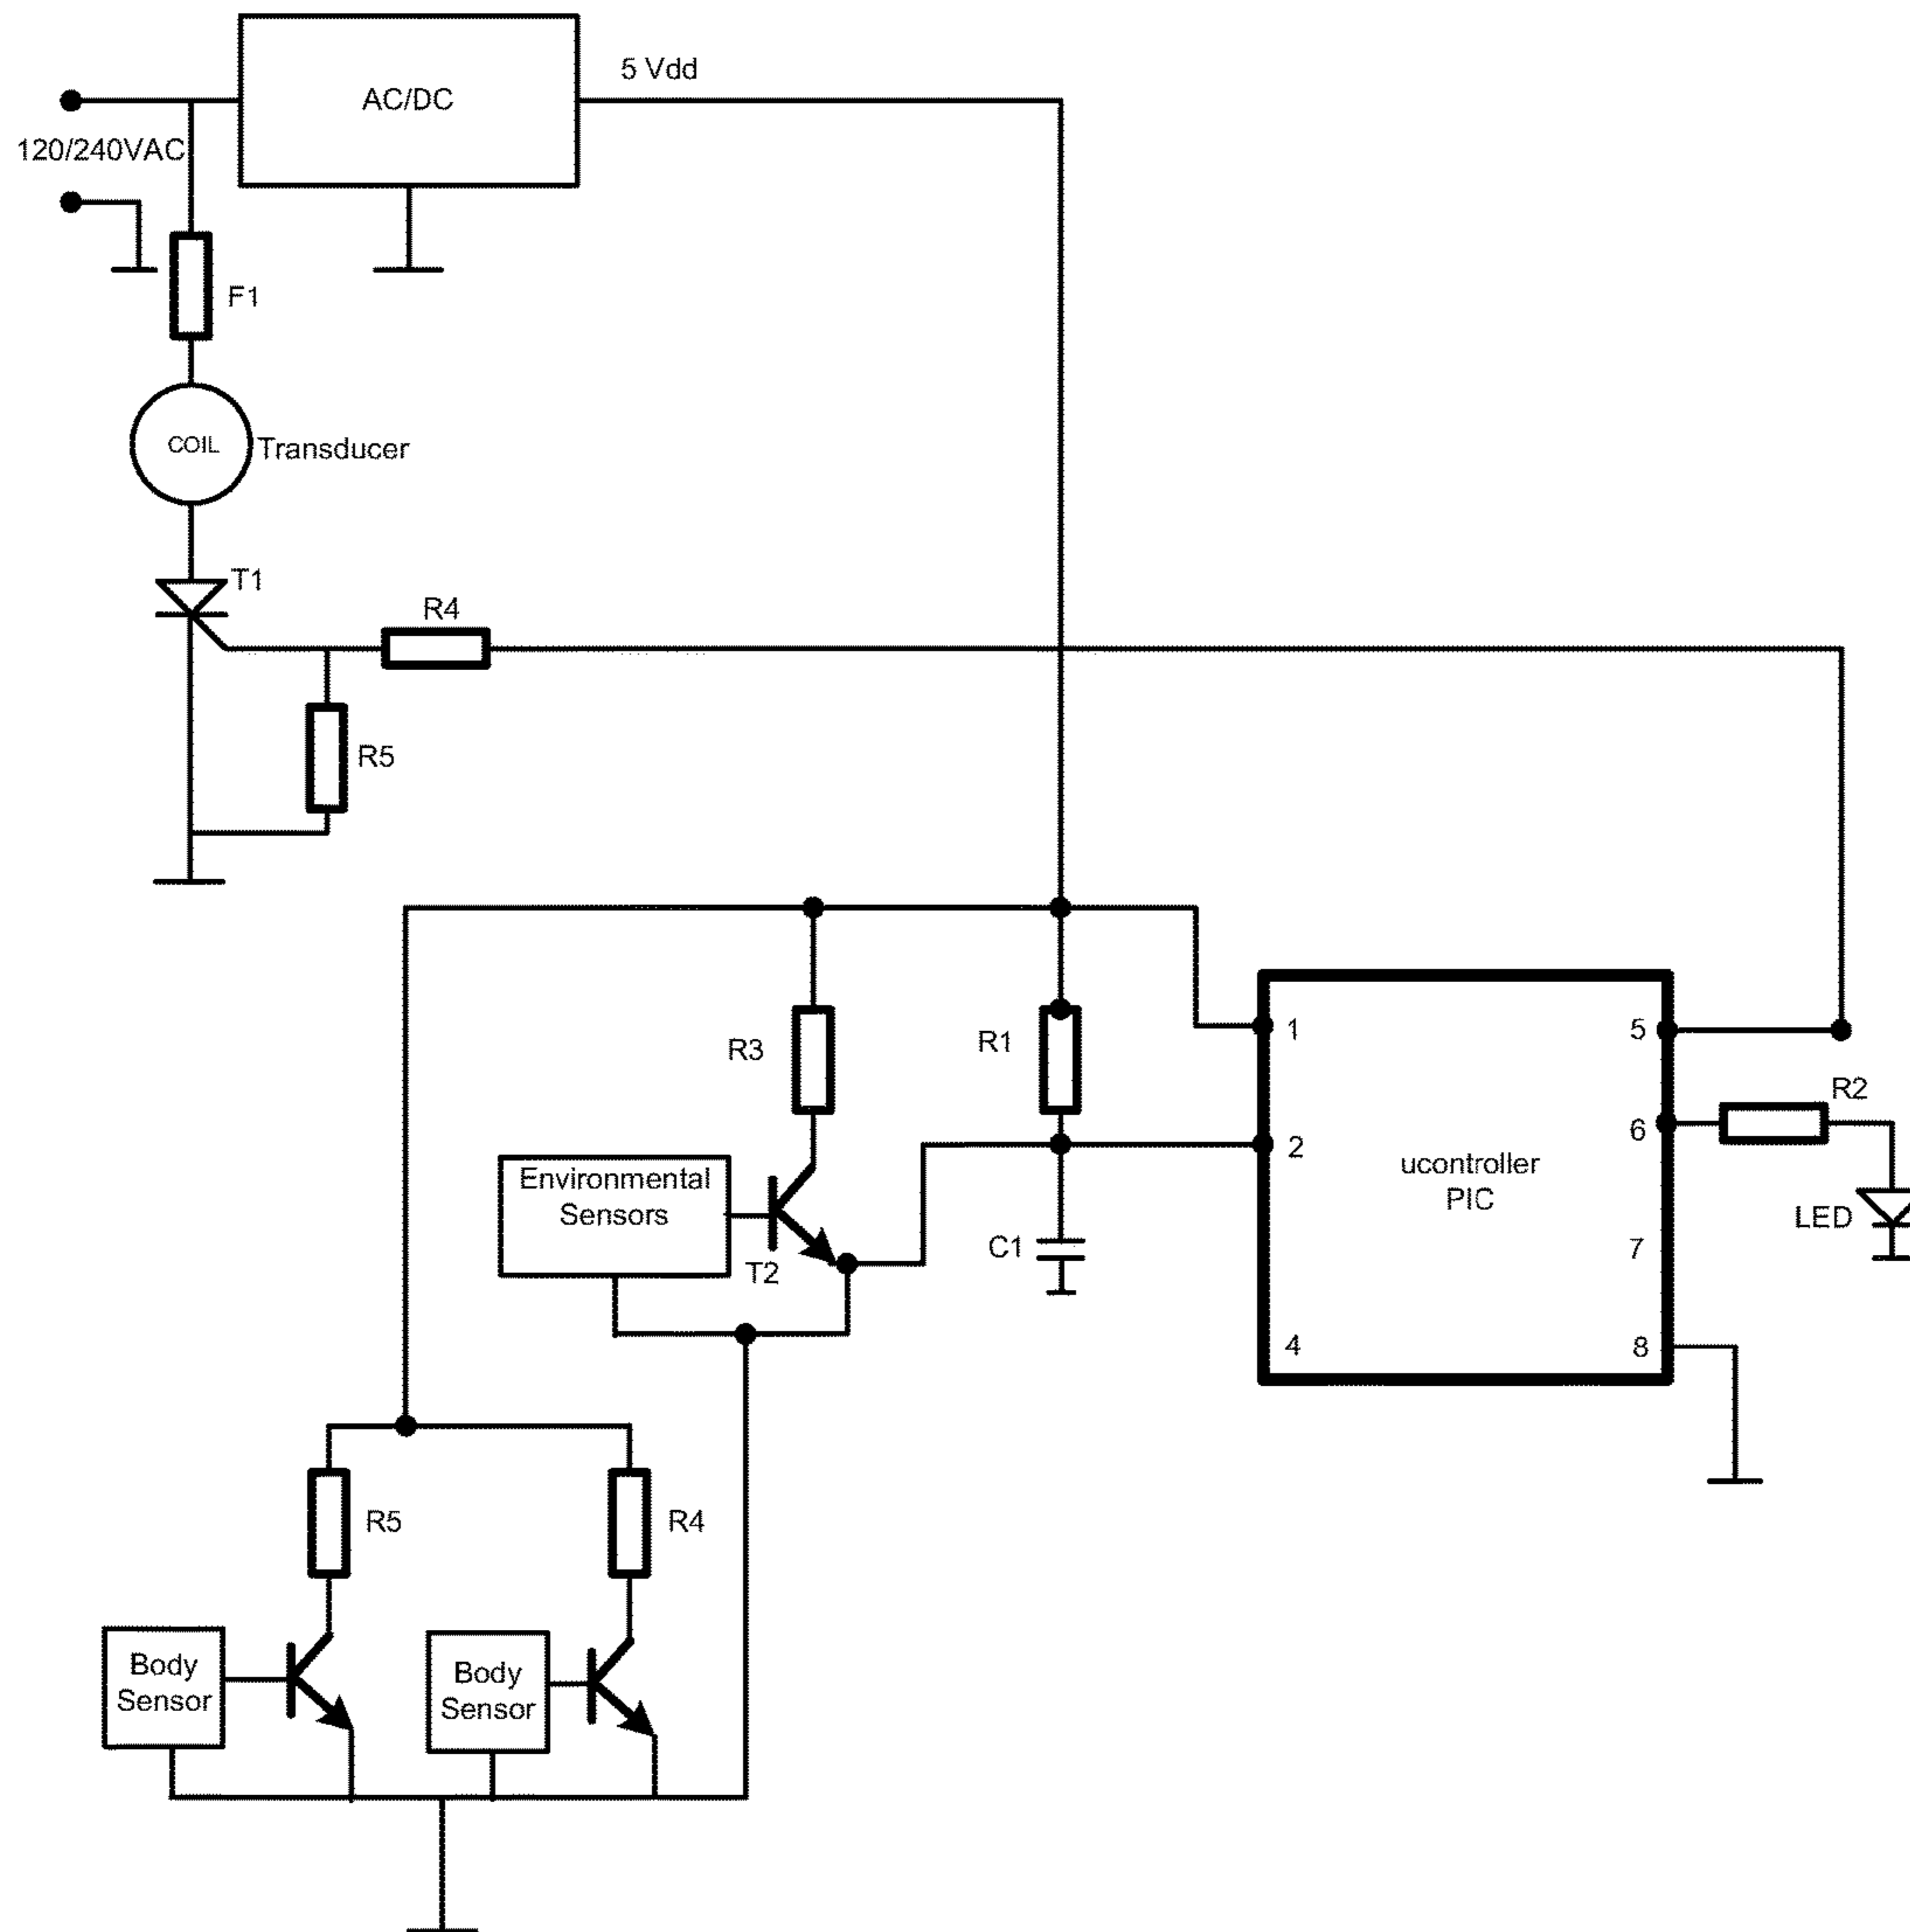 5 Vdd
AC/DC
120/240VAC
F1
COIL
Transducer
T1
R4
R5
R3
R1
1
5
R2
6
2
Environmental
Sensors
ucontroller
PIC
LED
C1
7
T2
4
8
R5
R4
Body
Sensor
Body
Sensor